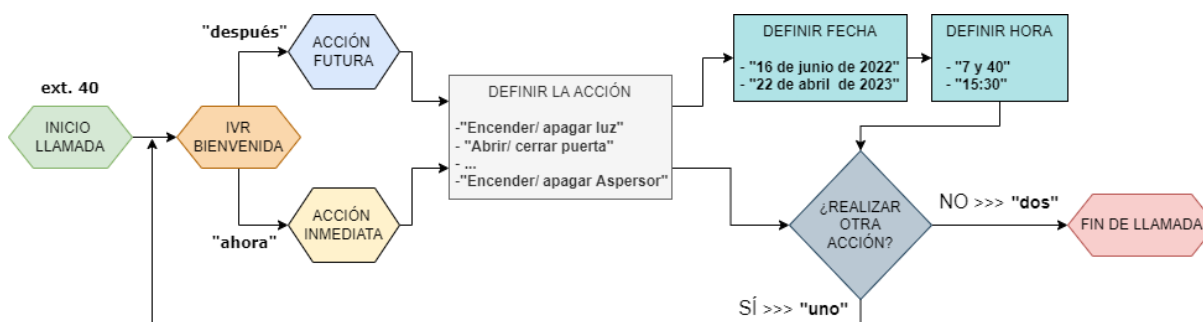 ext. 40
INICIO
LLAMADA
IVR
BIENVENIDA
"después"
ACCIÓN
FUTURA
"ahora"
ACCIÓN
INMEDIATA
DEFINIR LA ACCIÓN
-"Encender/ apagar luz"
- "Abrir/ cerrar puerta"
- ...
-"Encender/ apagar Aspersor"
DEFINIR FECHA
- "16 de junio de 2022"
- "22 de abril de 2023"
DEFINIR HORA
- "7 y 40"
- "15:30"
¿REALIZAR
OTRA
ACCIÓN?
NO >>> "dos"
FIN DE LLAMADA
SÍ >>> "uno"